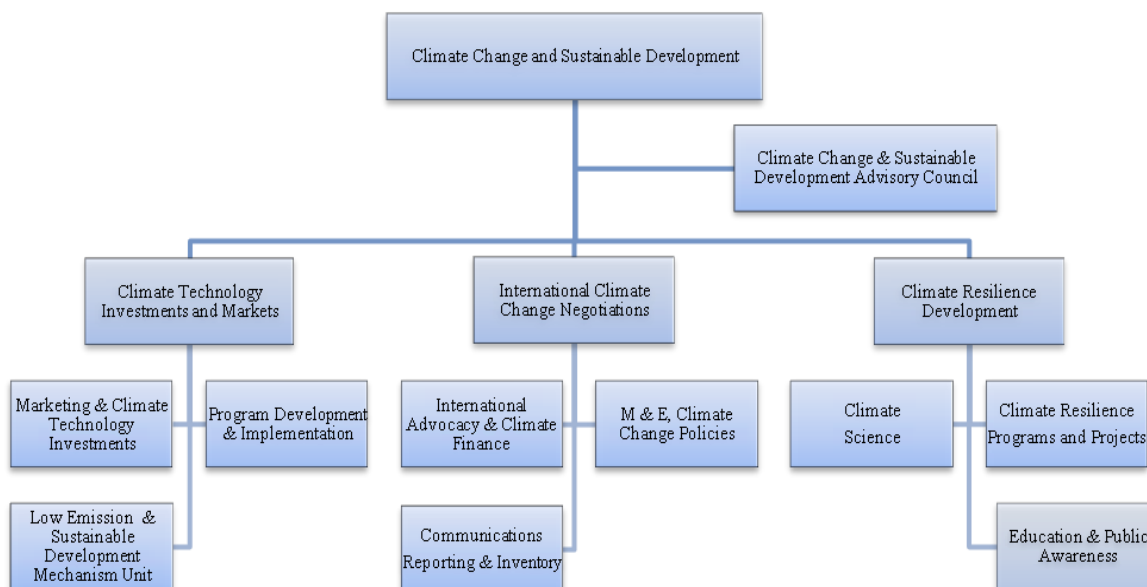 Climate Change and Sustainable Development
Climate Change & Sustainable
Development Advisory Council
Climate Technology
Investments and Markets
International Climate
Change Negotiations
Climate Resilience
Development
Marketing & Climate
Technology
Investments
Program Development
& Implementation
International
Advocacy & Climate
Finance
M & E, Climate
Change Policies
Climate
Science
Climate Resilience
Programs and Projects
Low Emission &
Sustainable
Development
Mechanism Unit
Communications
Reporting & Inventory
Education & Public
Awareness